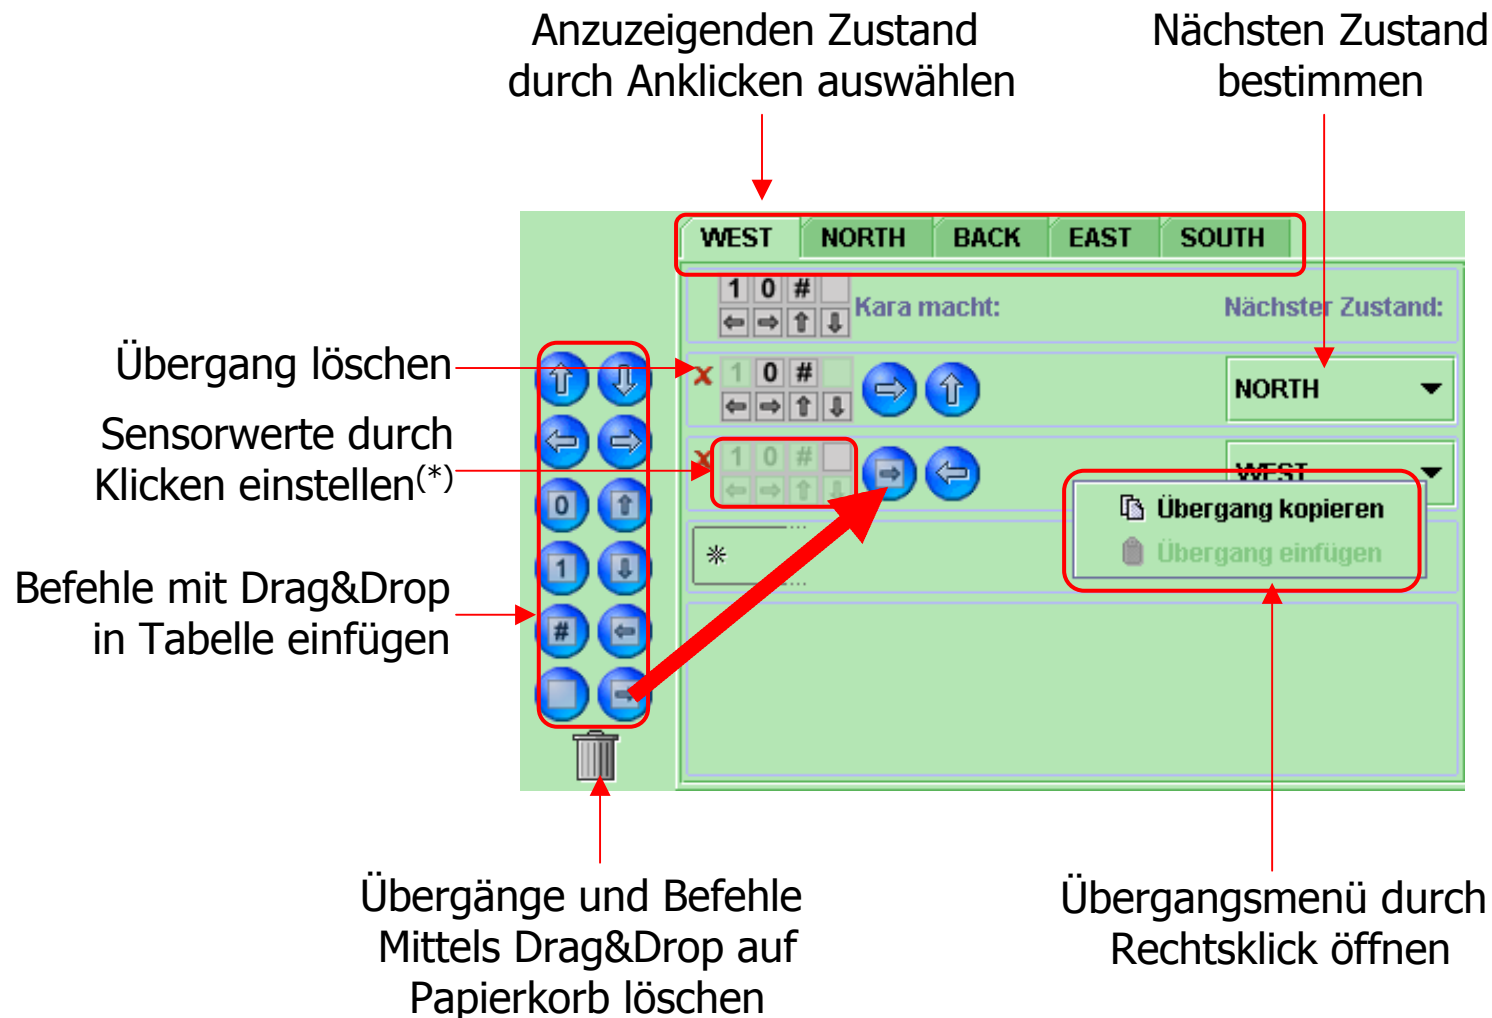 Anzuzeigenden Zustand
durch Anklicken auswählen
Nächsten Zustand
bestimmen
WEST NORTH BACK EAST SOUTH
1 0 #
Kara macht: Nächster Zustand:
Übergang löschen
1 0 #
NORTH
Sensorwerte durch
Klicken einstellen(*)
1 0 #
WEST
Übergang kopieren
Übergang einfügen
0
1
#
Befehle mit Drag&Drop
in Tabelle einfügen
Übergänge und Befehle
Mittels Drag&Drop auf
Papierkorb löschen
Übergangsmenü durch
Rechtsklick öffnen